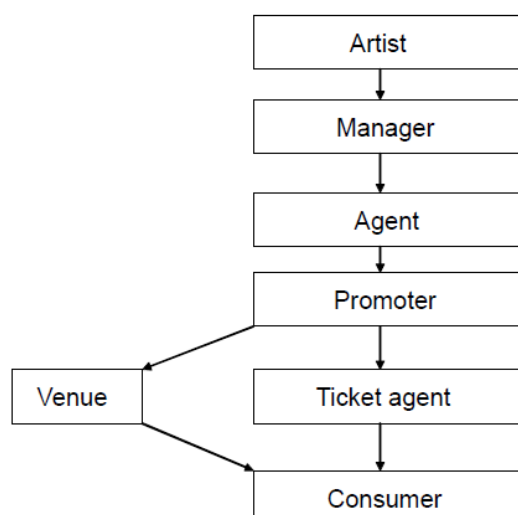 Artist
Manager
Agent
Promoter
Venue
Ticket agent
Consumer